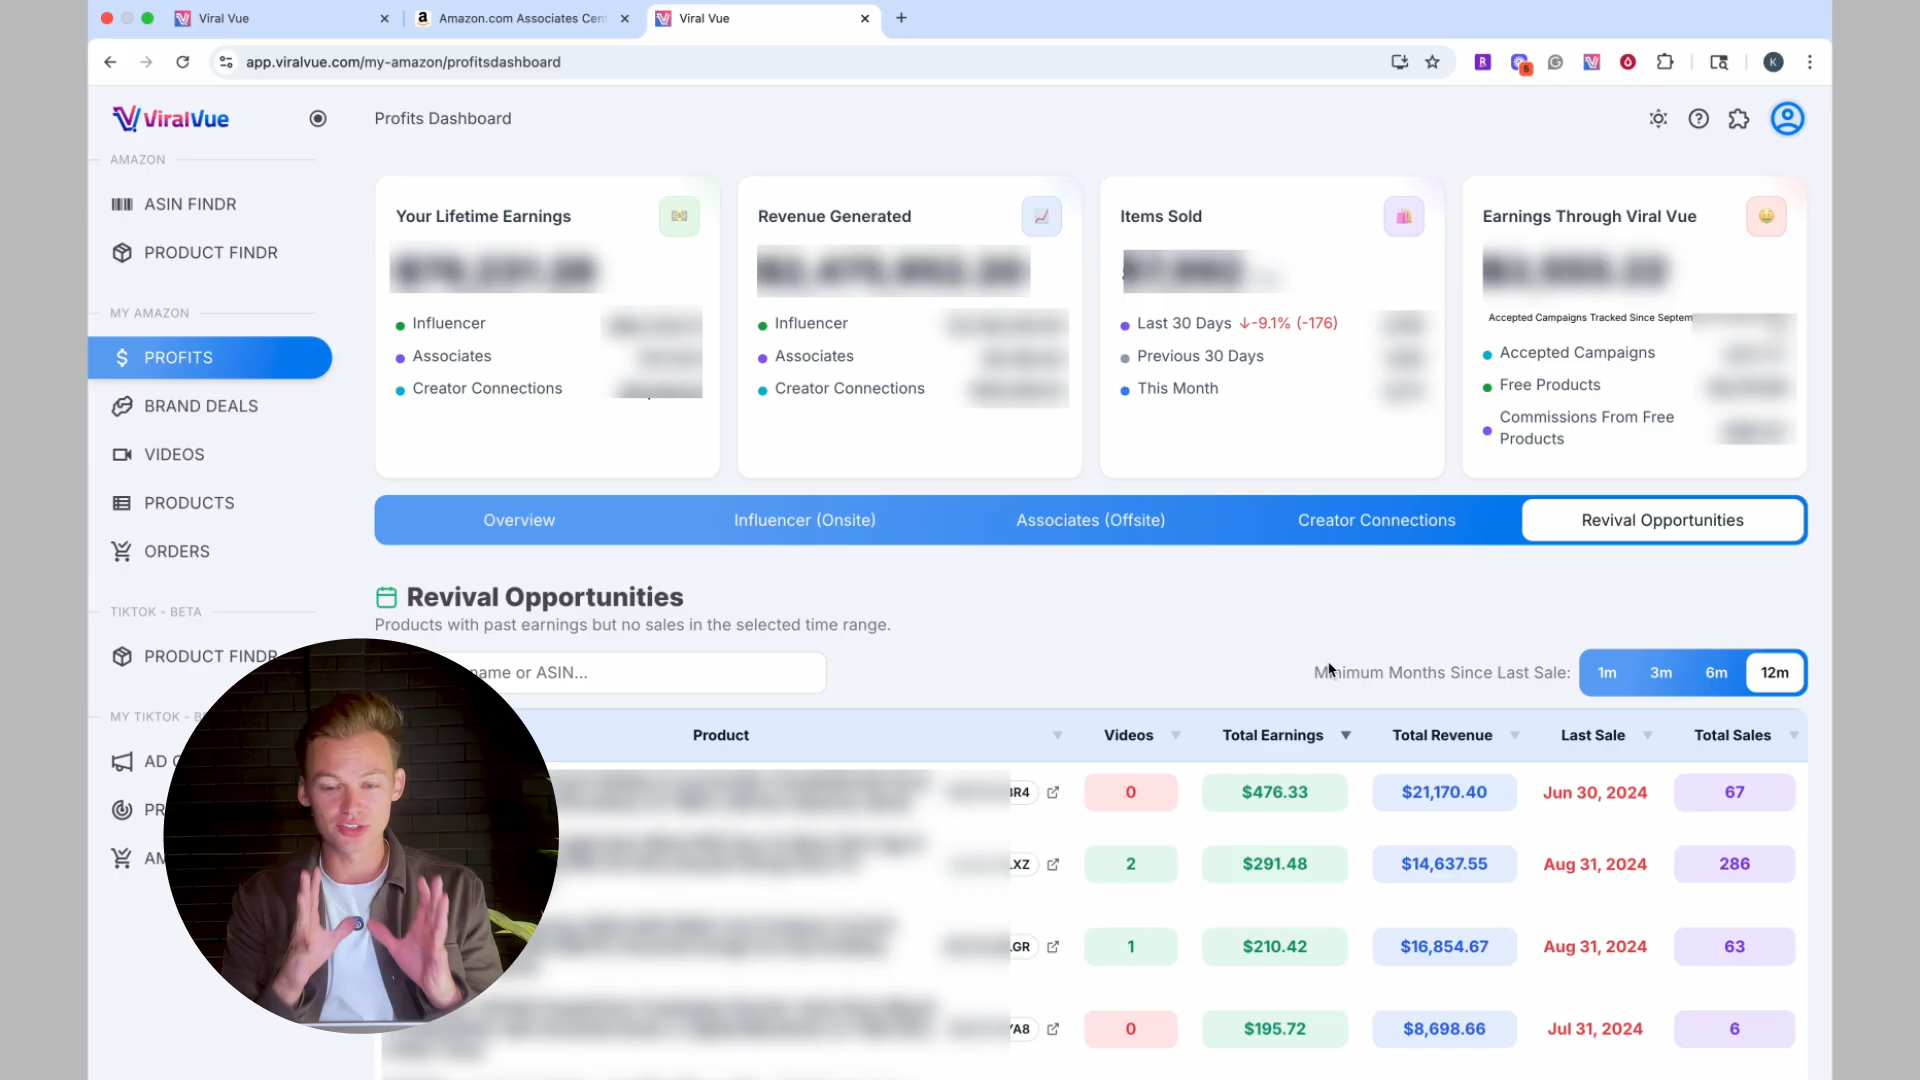 Viral Vue
Amazon.com Associates Cen
Viral Vue
app.viralvue.com/my-amazon/profitsdashboard
K
ViralVue
Profits Dashboard
AMAZON
ASIN FINDR
PRODUCT FINDR
MY AMAZON
PROFITS
BRAND DEALS
VIDEOS
PRODUCTS
ORDERS
TIKTOK - BETA
PRODUCT FINDR
MY TIKTOK - B
AD
PR
AM
Your Lifetime Earnings
Influencer
Associates
Creator Connections
Revenue Generated
Influencer
Associates
Creator Connections
Items Sold
Last 30 Days ↓-9.1% (-176)
Previous 30 Days
This Month
Earnings Through Viral Vue
Accepted Campaigns Tracked Since Septem
Accepted Campaigns
Free Products
Commissions From Free
Products
Overview
Influencer (Onsite)
Associates (Offsite)
Creator Connections
Revival Opportunities
Revival Opportunities
Products with past earnings but no sales in the selected time range.
name or ASIN...
Minimum Months Since Last Sale:
1m
3m
6m
12m
Product
Videos
Total Earnings
Total Revenue
Last Sale
Total Sales
R4
0
$476.33
$21,170.40
Jun 30, 2024
67
XZ
2
$291.48
$14,637.55
Aug 31, 2024
286
GR
1
$210.42
$16,854.67
Aug 31, 2024
63
A8
0
$195.72
$8,698.66
Jul 31, 2024
6